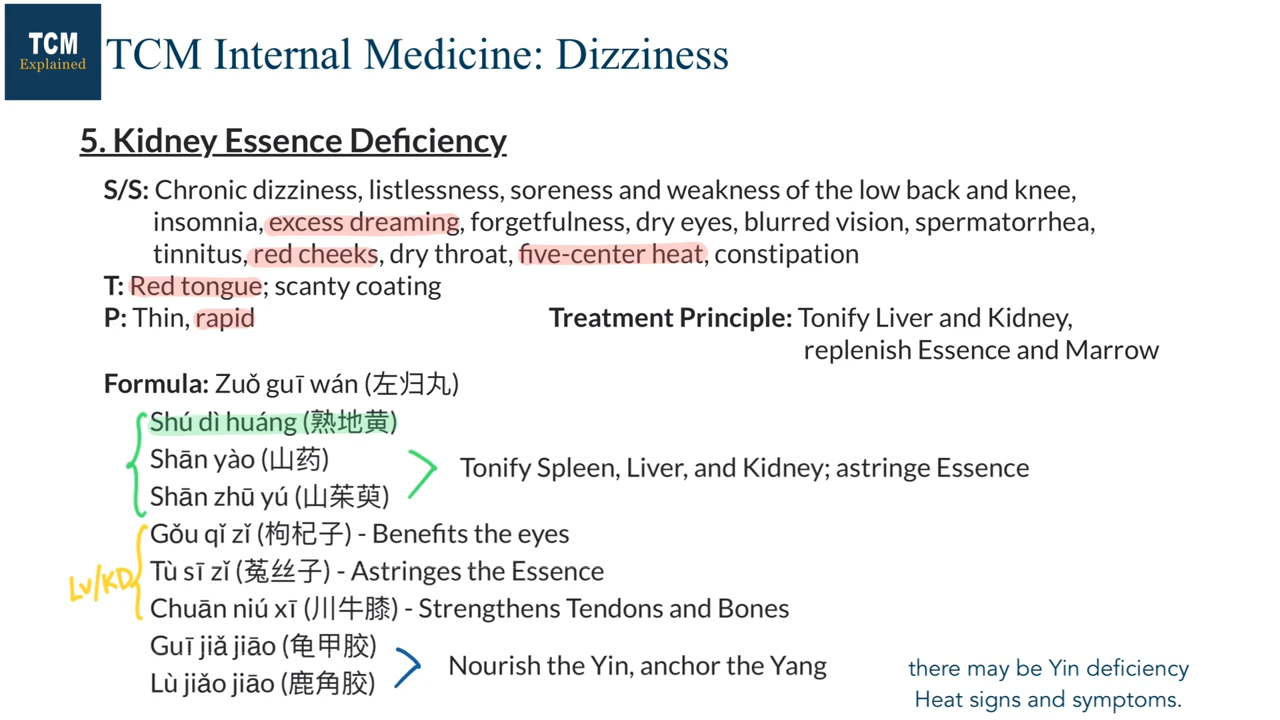 TCM
Explained
TCM Internal Medicine: Dizziness
5. Kidney Essence Deficiency
S/S: Chronic dizziness, listlessness, soreness and weakness of the low back and knee,
insomnia, excess dreaming, forgetfulness, dry eyes, blurred vision, spermatorrhea,
tinnitus, red cheeks, dry throat, five-center heat, constipation
T: Red tongue; scanty coating
P: Thin, rapid
Treatment Principle: Tonify Liver and Kidney,
replenish Essence and Marrow
Formula: Zuǒ guī wán (左归丸)
Shú dì huáng (熟地黄)
Shān yào (山药)
Shān zhū yú (山茱萸)
Tonify Spleen, Liver, and Kidney; astringe Essence
Gǒu qǐ zǐ (枸杞子) - Benefits the eyes
Tù sī zǐ (菟丝子) - Astringes the Essence
Chuān niú xī (川牛膝) - Strengthens Tendons and Bones
LV/KD
Guī jiǎ jiāo (龟甲胶)
Lù jiǎo jiāo (鹿角胶)
Nourish the Yin, anchor the Yang
there may be Yin deficiency
Heat signs and symptoms.